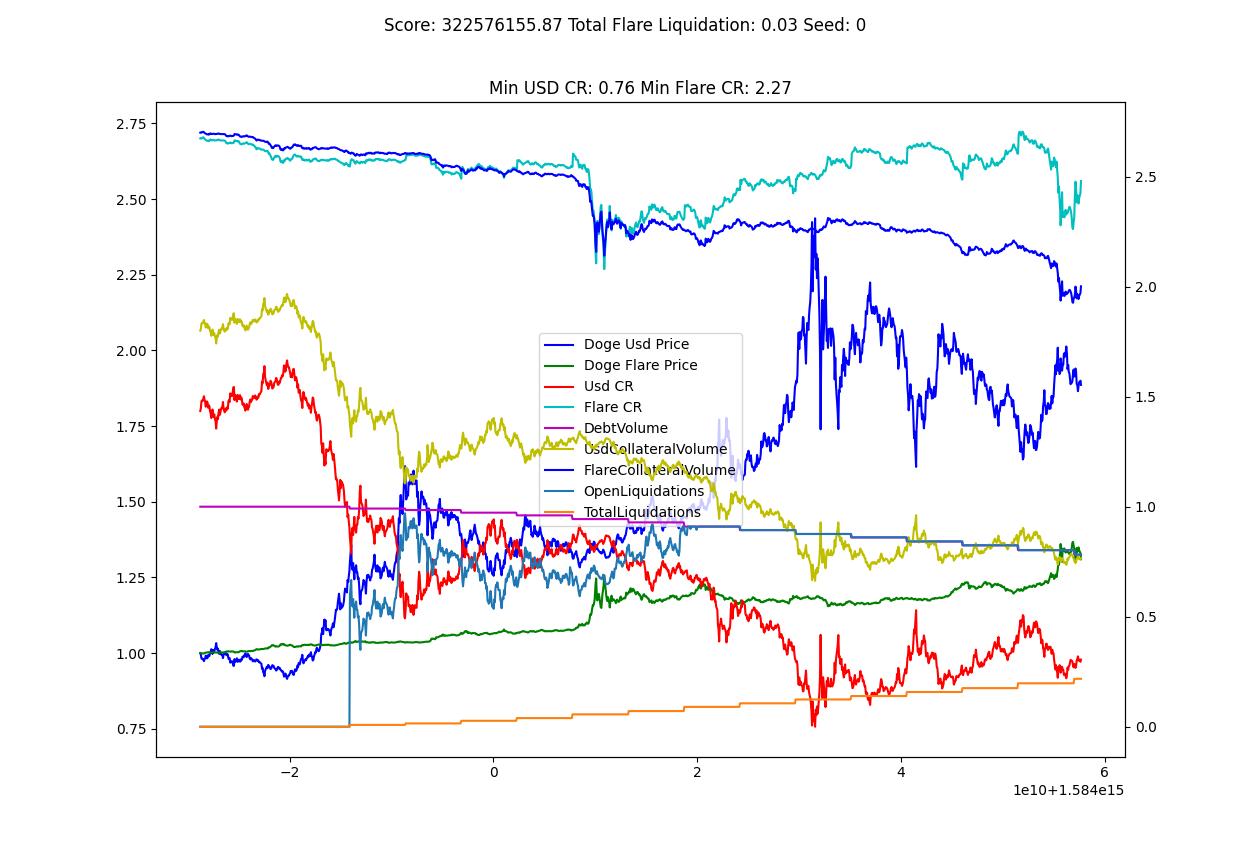 Score: 322576155.87 Total Flare Liquidation: 0.03 Seed: 0
Min USD CR: 0.76 Min Flare CR: 2.27
2.75
2.50
2.25
2.00
1.75
1.50
1.25
1.00
0.75
2.5
2.0
1.5
1.0
0.5
0.0
Doge Usd Price
Doge Flare Price
Usd CR
Flare CR
DebtVolume
UsdCollateralVolume
FlareCollateralVolume
OpenLiquidations
TotalLiquidations
−2
0
2
4
6
1e10+1.584e15